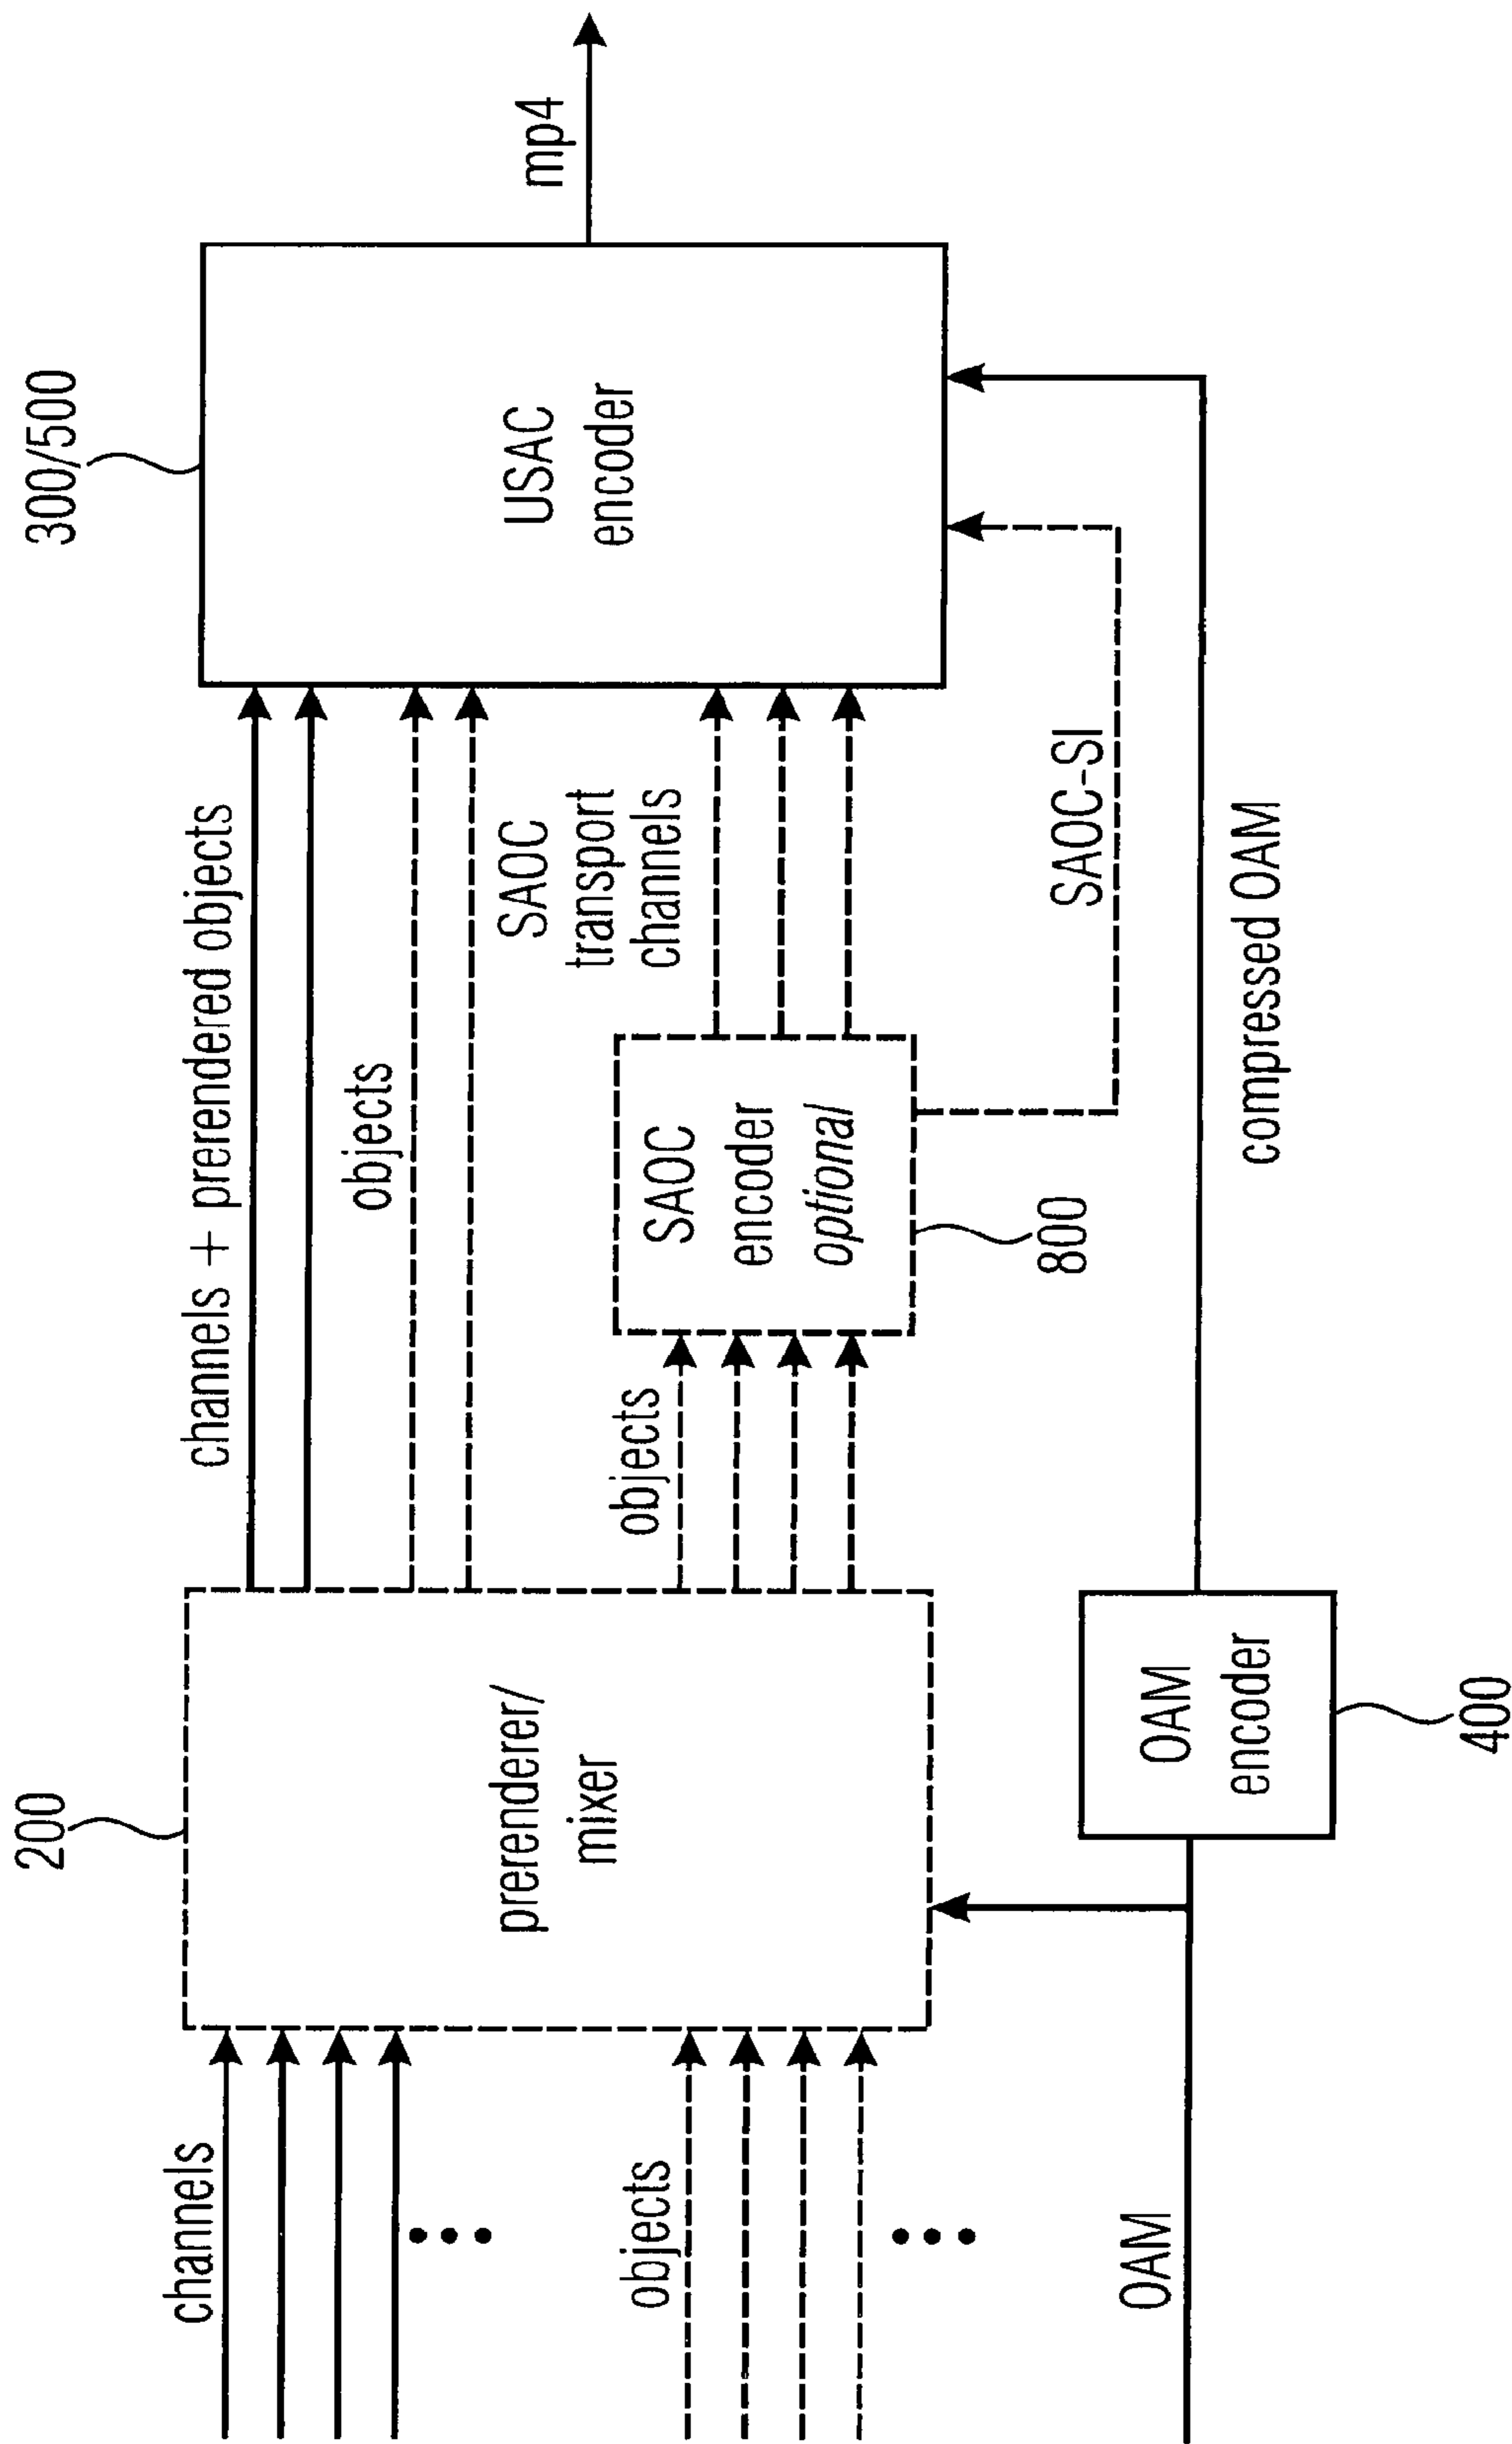 channels
objects
OAM
200
prerenderer/
mixer
OAM
encoder
400
channels + prerendered objects
objects
objects
SAOC
encoder
optional
800
SAOC
transport
channels
SAOC-SI
compressed OAM
300/500
USAC
encoder
mp4